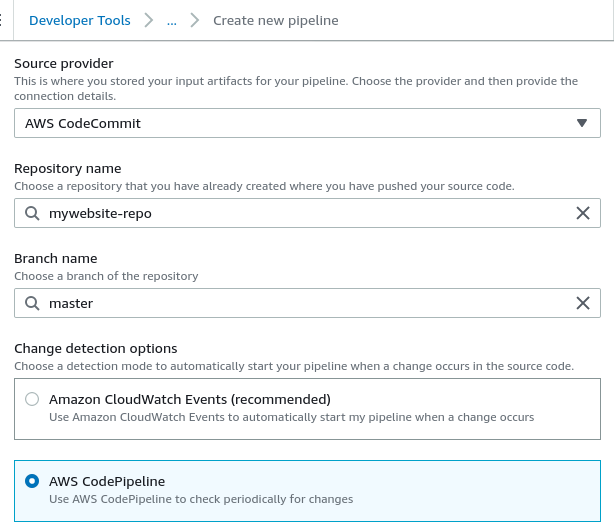 Developer Tools > ... > Create new pipeline
Source provider
This is where you stored your input artifacts for your pipeline. Choose the provider and then provide the
connection details.
AWS CodeCommit
Repository name
Choose a repository that you have already created where you have pushed your source code.
mywebsite-repo
Branch name
Choose a branch of the repository
master
Change detection options
Choose a detection mode to automatically start your pipeline when a change occurs in the source code.
Amazon CloudWatch Events (recommended)
Use Amazon CloudWatch Events to automatically start my pipeline when a change occurs
AWS CodePipeline
Use AWS CodePipeline to check periodically for changes